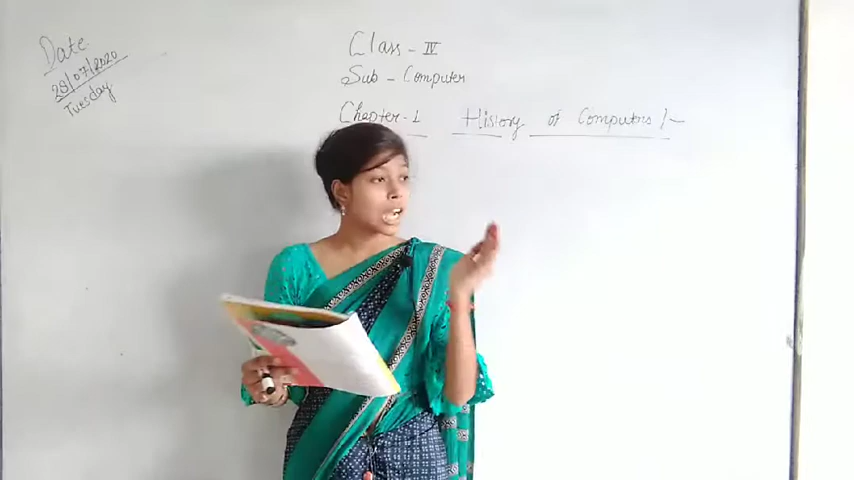 Date
28/07/2020
Tuesday
Class - IV
Sub - Computer
Chapter - 1 History of Computers :-